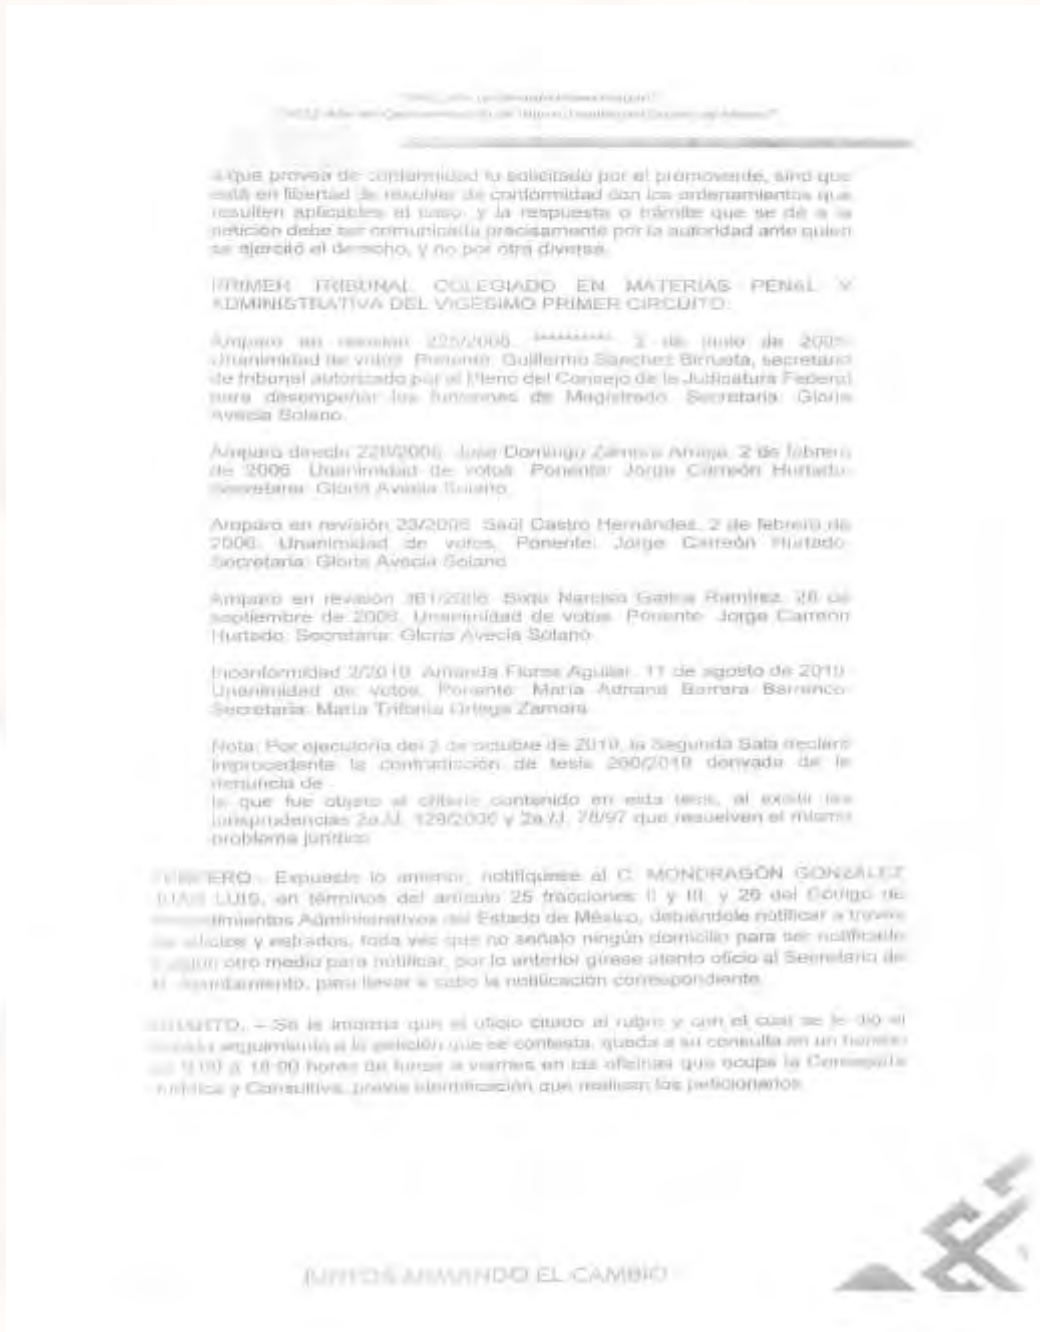 a que provea de conformidad lo solicitado por el promovente, sino que
está en libertad de resolver de conformidad con los ordenamientos que
resulten aplicables al caso, y la respuesta o trámite que se dé a la
petición debe ser comunicada precisamente por la autoridad ante quien
se ejercitó el derecho, y no por otra diversa.
PRIMER TRIBUNAL COLEGIADO EN MATERIAS PENAL Y
ADMINISTRATIVA DEL VIGESIMO PRIMER CIRCUITO.
Amparo en revisión 225/2005. **********. 2 de junio de 2005.
Unanimidad de votos. Ponente: Guillermo Sánchez Birrueta, secretario
de tribunal autorizado por el Pleno del Consejo de la Judicatura Federal
para desempeñar las funciones de Magistrado. Secretaria: Gloria
Avecia Solano.
Amparo directo 229/2005. José Domingo Zamora Arrioja. 2 de febrero
de 2006. Unanimidad de votos. Ponente: Jorge Carreón Hurtado.
Secretaria: Gloria Avecia Solano.
Amparo en revisión 23/2006. Saúl Castro Hernández. 2 de febrero de
2006. Unanimidad de votos. Ponente: Jorge Carreón Hurtado.
Secretaria: Gloria Avecia Solano.
Amparo en revisión 361/2006. Sixto Narciso Gatica Ramírez. 28 de
septiembre de 2006. Unanimidad de votos. Ponente: Jorge Carreón
Hurtado. Secretaria: Gloria Avecia Solano.
Inconformidad 2/2010. Amanda Flores Aguilar. 11 de agosto de 2010.
Unanimidad de votos. Ponente: María Adriana Barrera Barranco.
Secretaria: María Trifonía Ortega Zamora.
Nota: Por ejecutoria del 2 de octubre de 2019, la Segunda Sala declaró
improcedente la contradicción de tesis 260/2019 derivada de la
denuncia de
la que fue objeto el criterio contenido en esta tesis, al existir las
jurisprudencias 2a./J. 129/2006 y 2a./J. 78/97 que resuelven el mismo
problema jurídico.
TERCERO.- Expuesto lo anterior, notifíquese al C. MONDRAGÓN GONZÁLEZ
LUIS, en términos del artículo 25 fracciones II y III, y 26 del Código de
Procedimientos Administrativos del Estado de México, debiéndole notificar a través
de oficios y estrados, toda vez que no señalo ningún domicilio para ser notificado
o algún otro medio para notificar, por lo anterior gírese atento oficio al Secretario de
H. Ayuntamiento, para llevar a cabo la notificación correspondiente.
CUARTO. – Se le informa que el oficio citado al rubro y con el cual se le dio el
seguimiento a la petición que se contesta, queda a su consulta en un horario
de 9:00 a 18:00 horas de lunes a viernes en las oficinas que ocupa la Consejería
Jurídica y Consultiva, previa identificación que realicen los peticionarios.
JUNTOS ARMANDO EL CAMBIO